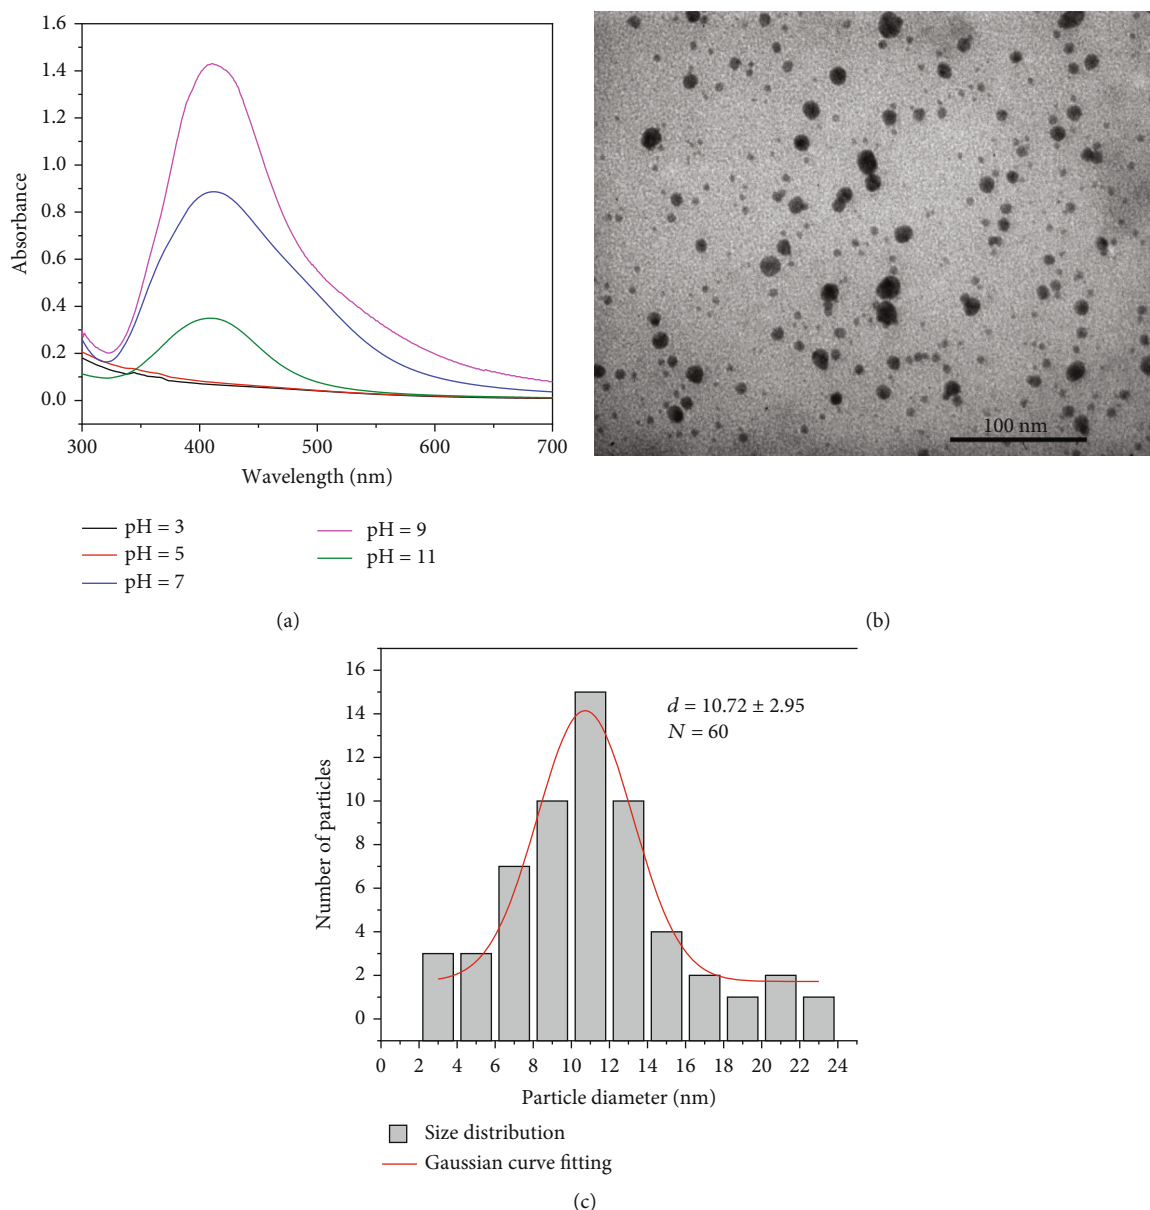 1.6
1.4
1.2
1.0
0.8
0.6
0.4
0.2
0.0
Absorbance
300
400
500
600
700
Wavelength (nm)
pH = 3
pH = 5
pH = 7
pH = 9
pH = 11
(a)
100 nm
(b)
16
14
12
10
8
6
4
2
0
Number of particles
d = 10.72 ± 2.95
N = 60
0 2 4 6 8 10 12 14 16 18 20 22 24
Particle diameter (nm)
Size distribution
Gaussian curve fitting
(c)